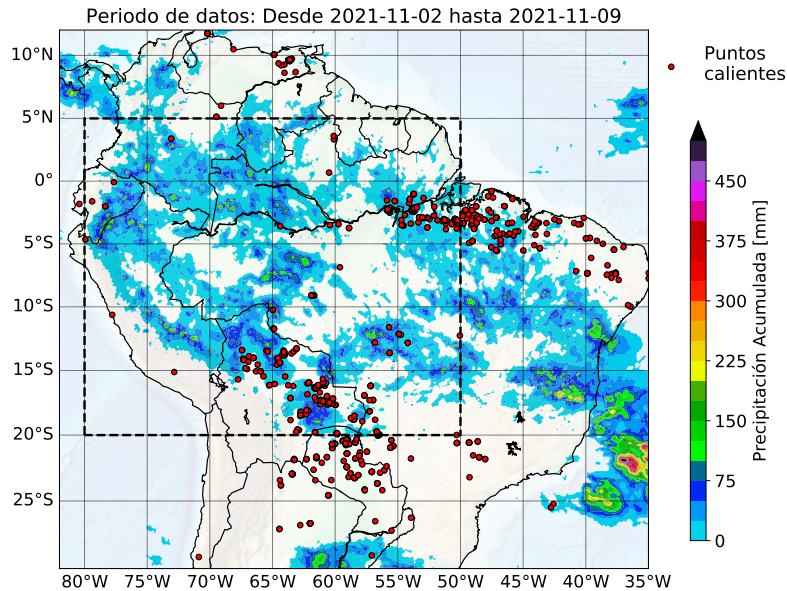 Periodo de datos: Desde 2021-11-02 hasta 2021-11-09
Puntos
calientes
10°N
5°N
0°
5°S
10°S
15°S
20°S
25°S
80°W
75°W
70°W
65°W
60°W
55°W
50°W
45°W
40°W
35°W
450
375
300
225
150
75
0
Precipitación Acumulada [mm]